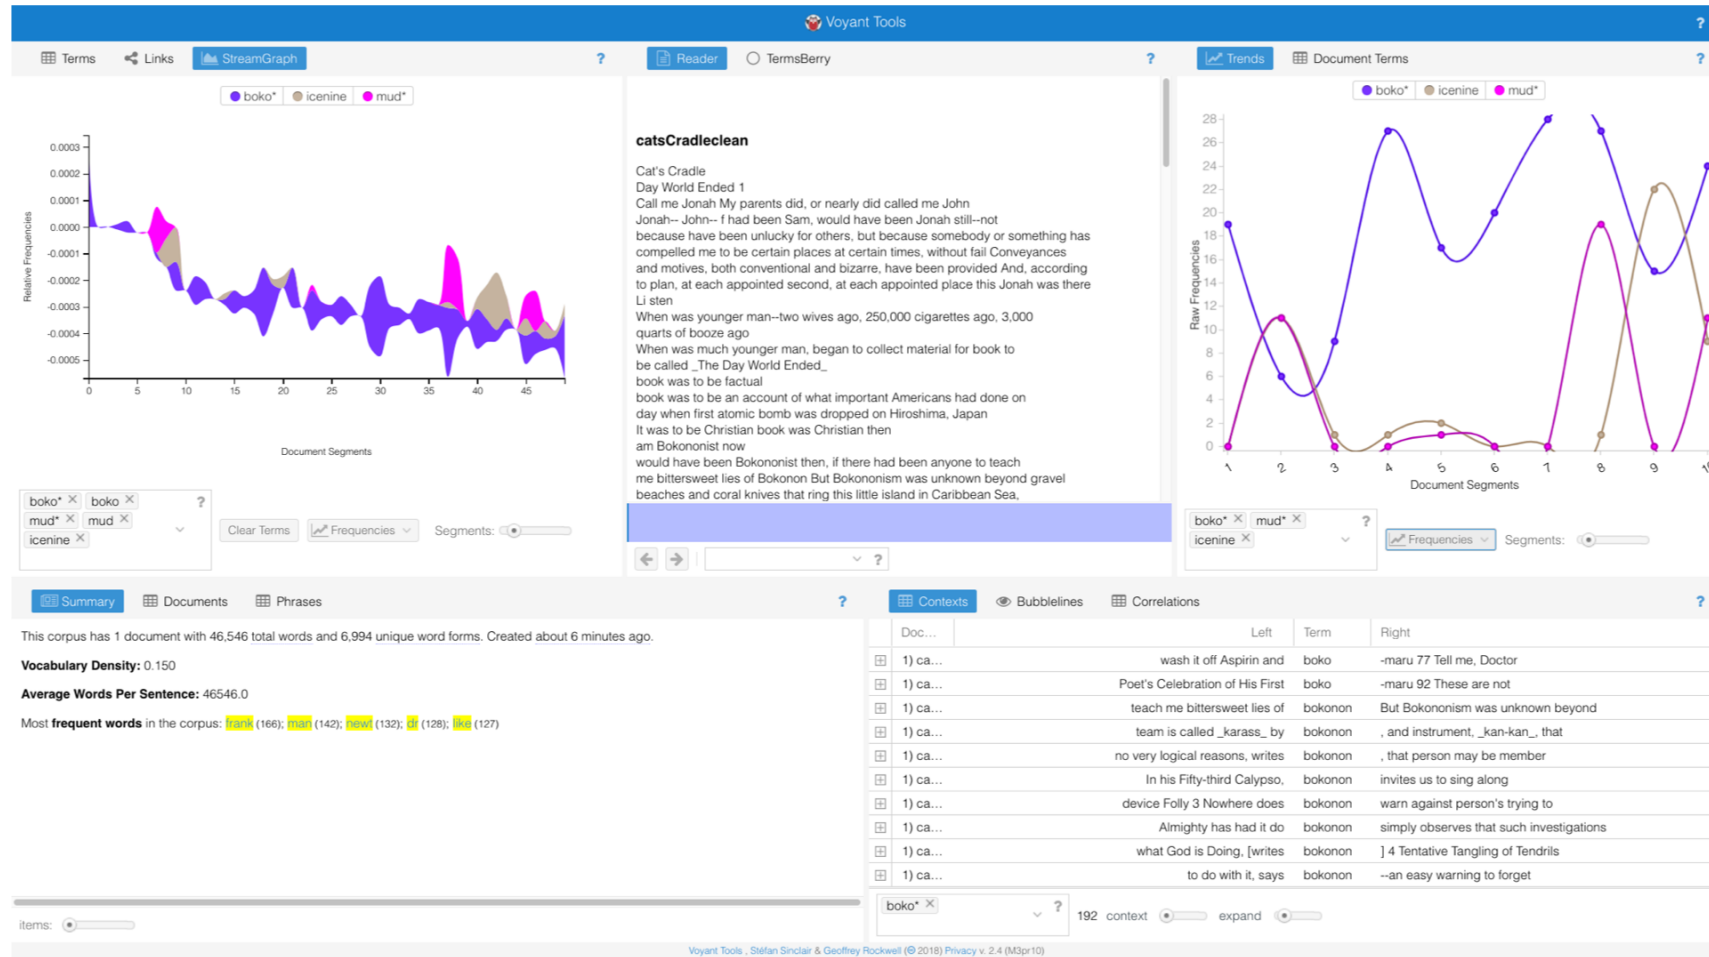 Voyant Tools
?
Terms
Links
StreamGraph
?
boko*
icenine
mud*
0.0003
0.0002
0.0001
0.0000
-0.0001
-0.0002
-0.0003
-0.0004
-0.0005
Relative Frequencies
0
5
10
15
20
25
30
35
40
45
Document Segments
boko*
boko
mud*
mud
icenine
?
Clear Terms
Frequencies
Segments:
Reader
TermsBerry
?
catsCradleclean
Cat's Cradle
Day World Ended 1
Call me Jonah My parents did, or nearly did called me John
Jonah-- John-- f had been Sam, would have been Jonah still--not
because have been unlucky for others, but because somebody or something has
compelled me to be certain places at certain times, without fail Conveyances
and motives, both conventional and bizarre, have been provided And, according
to plan, at each appointed second, at each appointed place this Jonah was there
Li sten
When was younger man--two wives ago, 250,000 cigarettes ago, 3,000
quarts of booze ago
When was much younger man, began to collect material for book to
be called _The Day World Ended_
book was to be factual
book was to be an account of what important Americans had done on
day when first atomic bomb was dropped on Hiroshima, Japan
It was to be Christian book was Christian then
am Bokononist now
would have been Bokononist then, if there had been anyone to teach
me bittersweet lies of Bokonon But Bokononism was unknown beyond gravel
beaches and coral knives that ring this little island in Caribbean Sea,
?
Trends
Document Terms
?
boko*
icenine
mud*
28
26
24
22
20
18
16
14
12
10
8
6
4
2
0
Raw Frequencies
1
2
3
4
5
6
7
8
9
10
Document Segments
boko*
mud*
icenine
?
Frequencies
Segments:
Summary
Documents
Phrases
?
This corpus has 1 document with 46,546 total words and 6,994 unique word forms. Created about 6 minutes ago.
Vocabulary Density: 0.150
Average Words Per Sentence: 46546.0
Most frequent words in the corpus: frank (166); man (142); newt (132); dr (128); like (127)
items:
Contexts
Bubblelines
Correlations
?
Doc... Left Term Right
1) ca... wash it off Aspirin and boko -maru 77 Tell me, Doctor
1) ca... Poet's Celebration of His First boko -maru 92 These are not
1) ca... teach me bittersweet lies of bokonon But Bokononism was unknown beyond
1) ca... team is called _karass_ by bokonon , and instrument, _kan-kan_, that
1) ca... no very logical reasons, writes bokonon , that person may be member
1) ca... In his Fifty-third Calypso, bokonon invites us to sing along
1) ca... device Folly 3 Nowhere does bokonon warn against person's trying to
1) ca... Almighty has had it do bokonon simply observes that such investigations
1) ca... what God is Doing, [writes bokonon ] 4 Tentative Tangling of Tendrils
1) ca... to do with it, says bokonon --an easy warning to forget
boko*
?
192 context
expand
Voyant Tools , Stéfan Sinclair & Geoffrey Rockwell (© 2018) Privacy v. 2.4 (M3pr10)